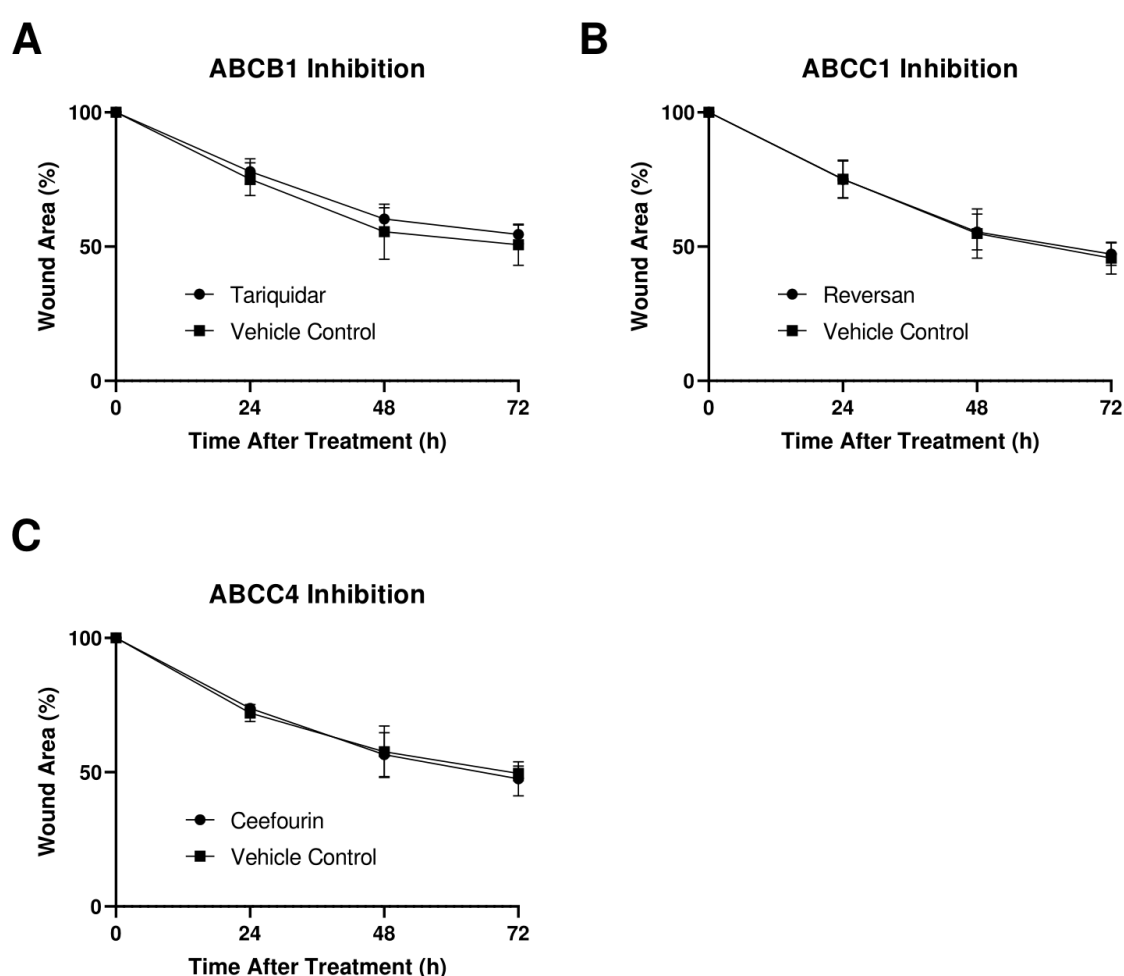 A
ABCB1 Inhibition
100
50
0
Wound Area (%)
Tariquidar
Vehicle Control
0 24 48 72
Time After Treatment (h)
B
ABCC1 Inhibition
100
50
0
Wound Area (%)
Reversan
Vehicle Control
0 24 48 72
Time After Treatment (h)
C
ABCC4 Inhibition
100
50
0
Wound Area (%)
Ceefourin
Vehicle Control
0 24 48 72
Time After Treatment (h)